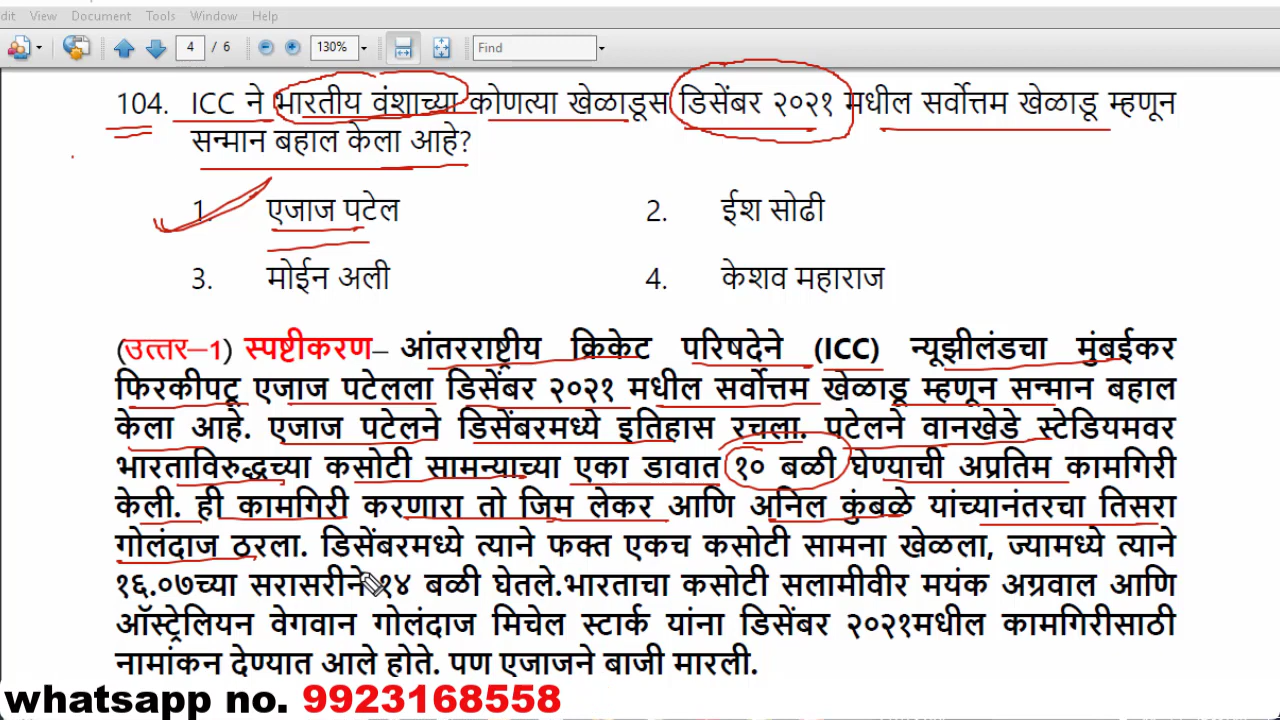 dit View Document Tools Window Help
4 / 6 130% Find
104. ICC ने भारतीय वंशाच्या कोणत्या खेळाडूस डिसेंबर २०२१ मधील सर्वोत्तम खेळाडू म्हणून
सन्मान बहाल केला आहे?
1. एजाज पटेल 2. ईश सोढी
3. मोईन अली 4. केशव महाराज
(उत्तर–1) स्पष्टीकरण– आंतरराष्ट्रीय क्रिकेट परिषदेने (ICC) न्यूझीलंडचा मुंबईकर
फिरकीपटू एजाज पटेलला डिसेंबर २०२१ मधील सर्वोत्तम खेळाडू म्हणून सन्मान बहाल
केला आहे. एजाज पटेलने डिसेंबरमध्ये इतिहास रचला. पटेलने वानखेडे स्टेडियमवर
भारताविरुद्धच्या कसोटी सामन्याच्या एका डावात १० बळी घेण्याची अप्रतिम कामगिरी
केली. ही कामगिरी करणारा तो जिम लेकर आणि अनिल कुंबळे यांच्यानंतरचा तिसरा
गोलंदाज ठरला. डिसेंबरमध्ये त्याने फक्त एकच कसोटी सामना खेळला, ज्यामध्ये त्याने
१६.०७च्या सरासरीने १४ बळी घेतले.भारताचा कसोटी सलामीवीर मयंक अग्रवाल आणि
ऑस्ट्रेलियन वेगवान गोलंदाज मिचेल स्टार्क यांना डिसेंबर २०२१मधील कामगिरीसाठी
नामांकन देण्यात आले होते. पण एजाजने बाजी मारली.
whatsapp no. 9923168558